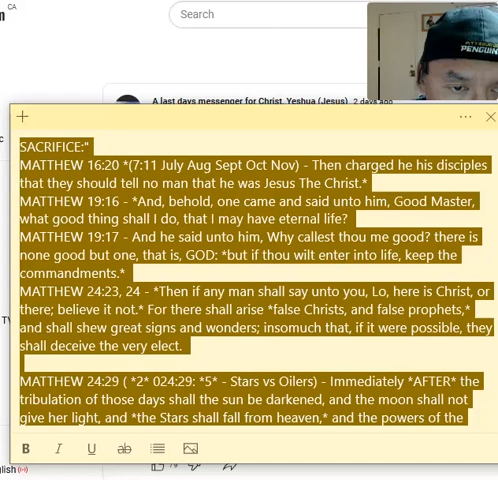 CA
Search
PENGUINS
A last days messenger for Christ, Yeshua (Jesus) 2 days ago
SACRIFICE:"
MATTHEW 16:20 *(7:11 July Aug Sept Oct Nov) - Then charged he his disciples
that they should tell no man that he was Jesus The Christ.*
MATTHEW 19:16 - *And, behold, one came and said unto him, Good Master,
what good thing shall I do, that I may have eternal life?
MATTHEW 19:17 - And he said unto him, Why callest thou me good? there is
none good but one, that is, GOD: *but if thou wilt enter into life, keep the
commandments.*
MATTHEW 24:23, 24 - *Then if any man shall say unto you, Lo, here is Christ, or
there; believe it not.* For there shall arise *false Christs, and false prophets,*
and shall shew great signs and wonders; insomuch that, if it were possible, they
shall deceive the very elect.
MATTHEW 24:29 ( *2* 024:29: *5* - Stars vs Oilers) - Immediately *AFTER* the
tribulation of those days shall the sun be darkened, and the moon shall not
give her light, and *the Stars shall fall from heaven,* and the powers of the
TV
B I U ab
glish